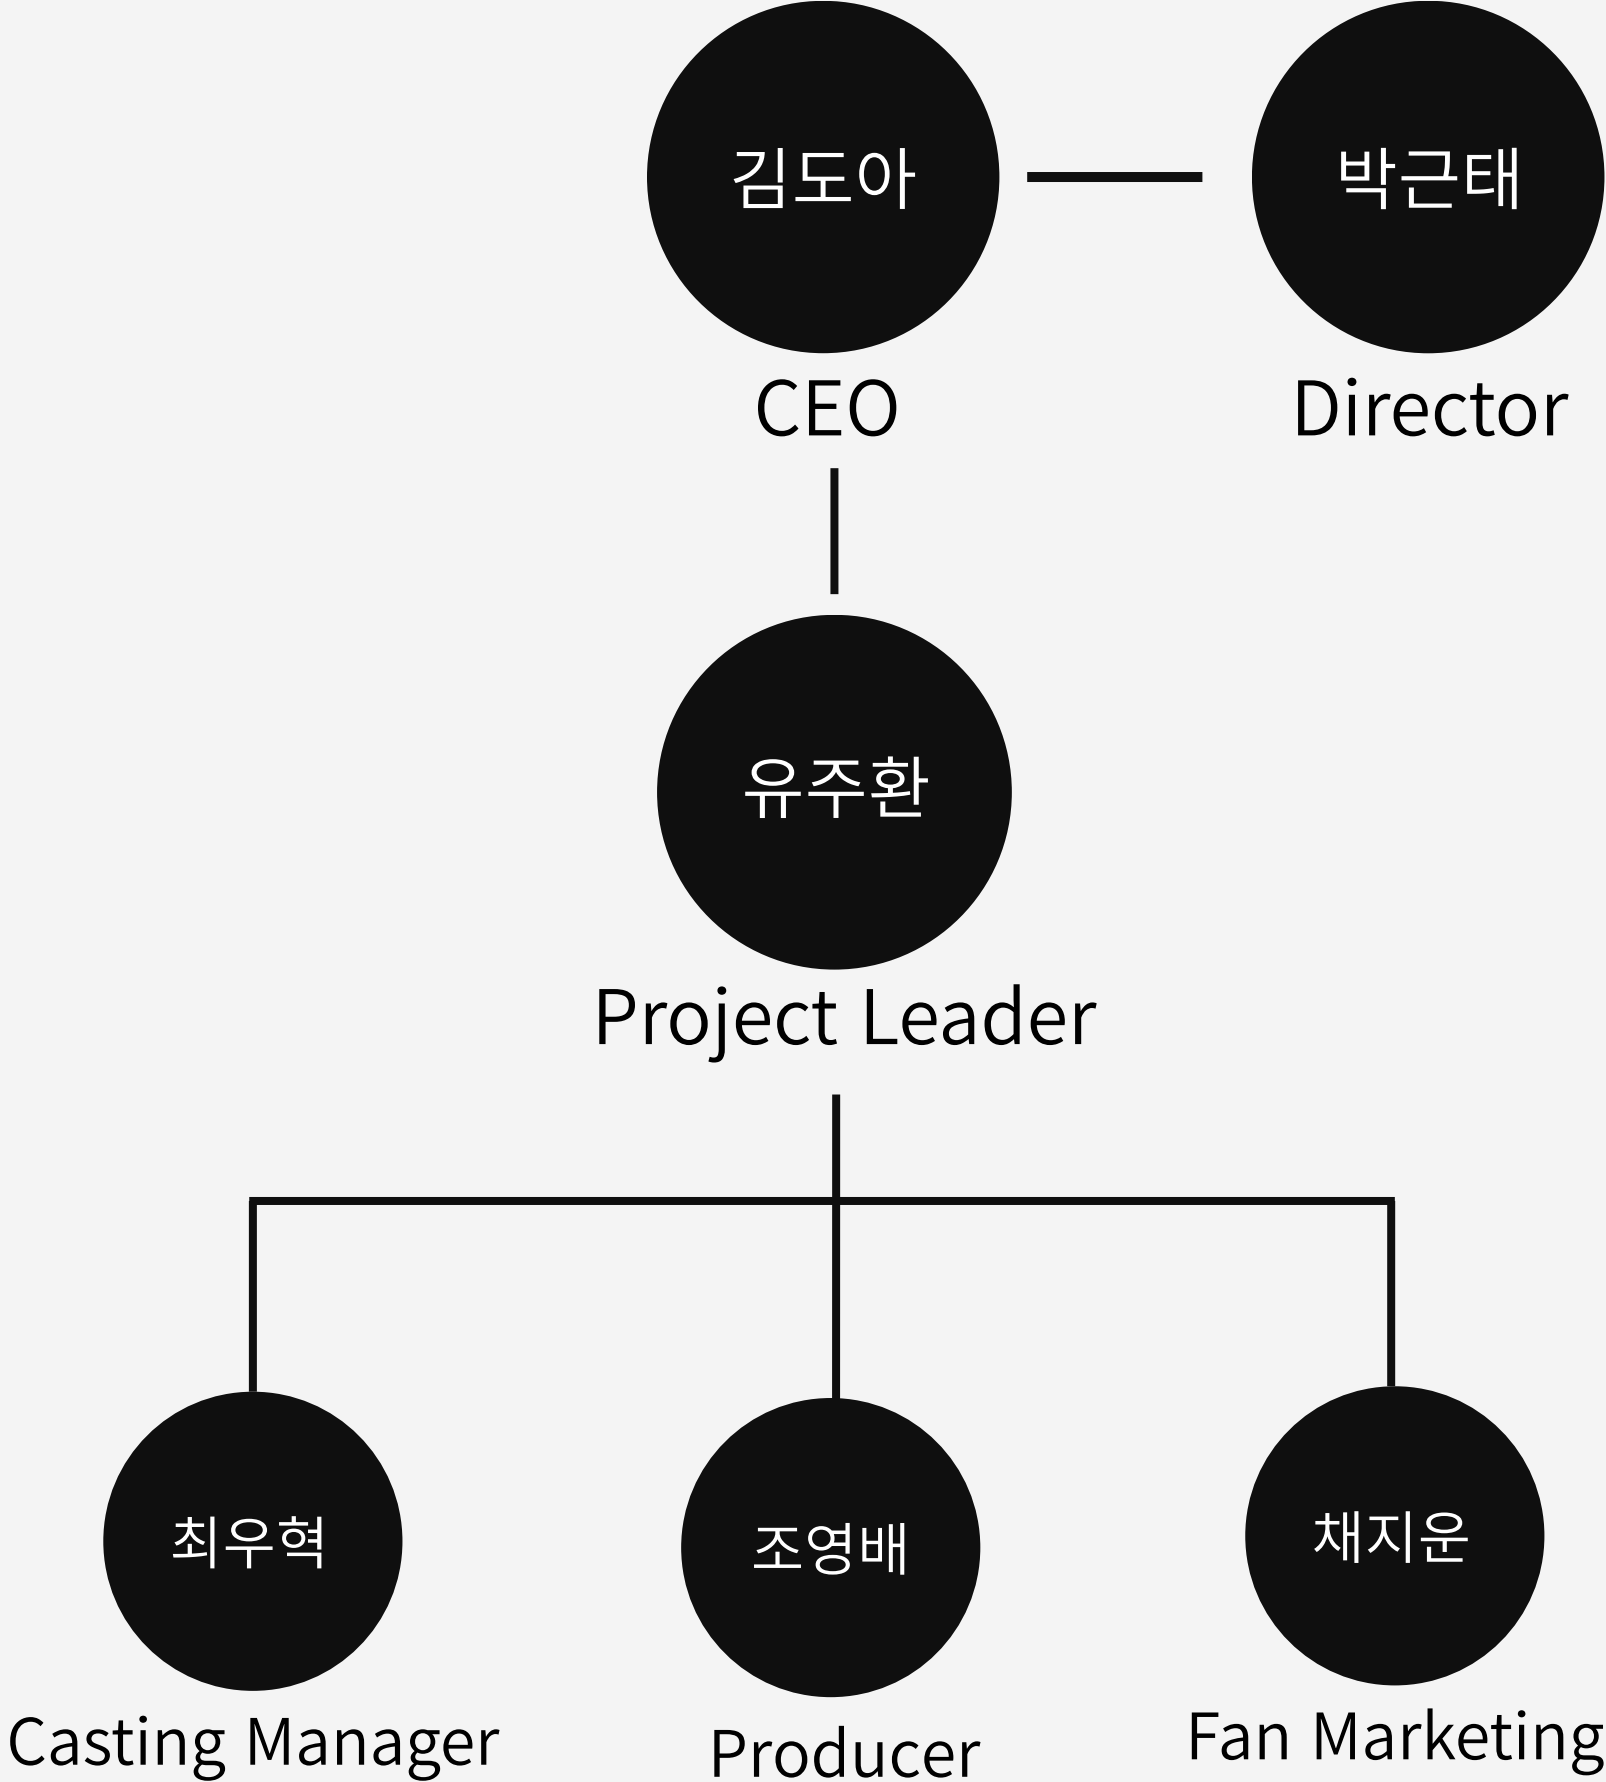 김도아
박근태
CEO
Director
유주환
Project Leader
최우혁
조영배
채지운
Casting Manager
Producer
Fan Marketing